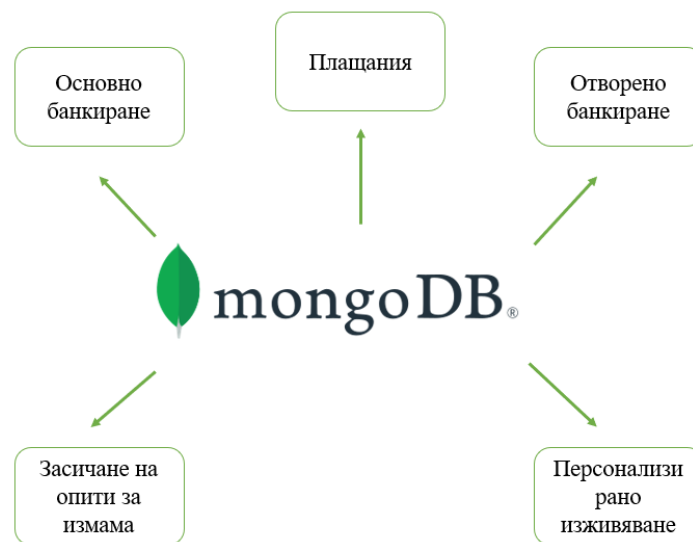 Плащания
Основно
банкиране
Отворено
банкиране
mongoDB®
Засичане на
опити за
измама
Персонализи
рано
изживяване